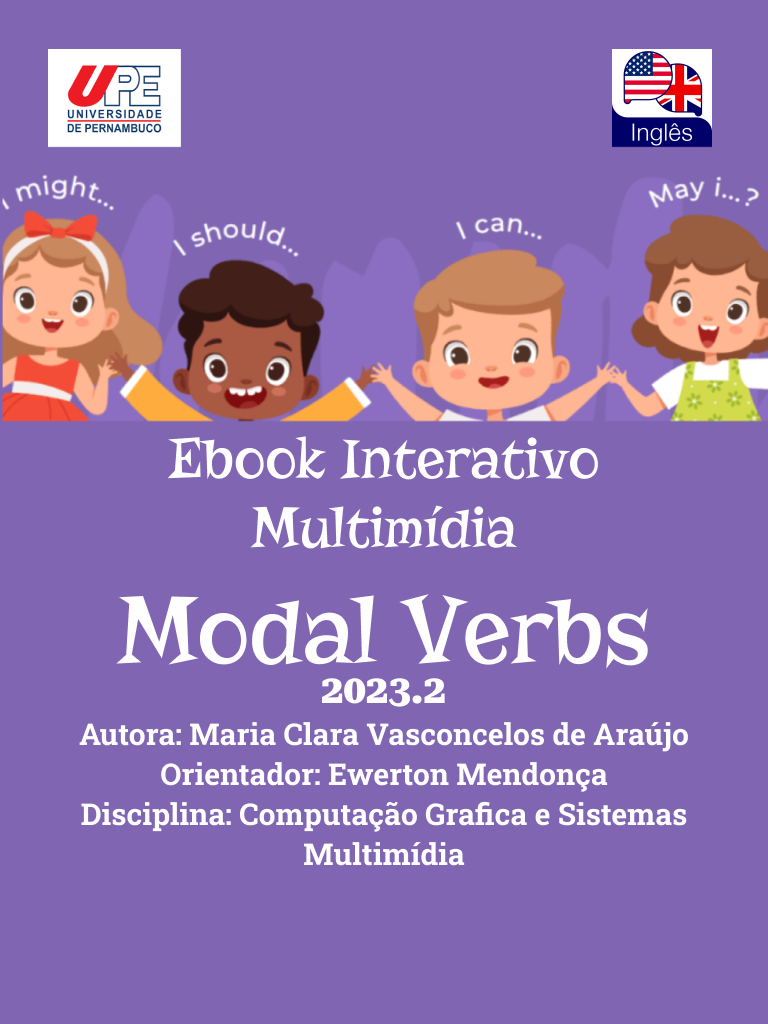 UPE
UNIVERSIDADE
DE PERNAMBUCO
Inglês
I might...
I should...
I can...
May i...?
Ebook Interativo
Multimídia
Modal Verbs
2023.2
Autora: Maria Clara Vasconcelos de Araújo
Orientador: Ewerton Mendonça
Disciplina: Computação Grafica e Sistemas
Multimídia